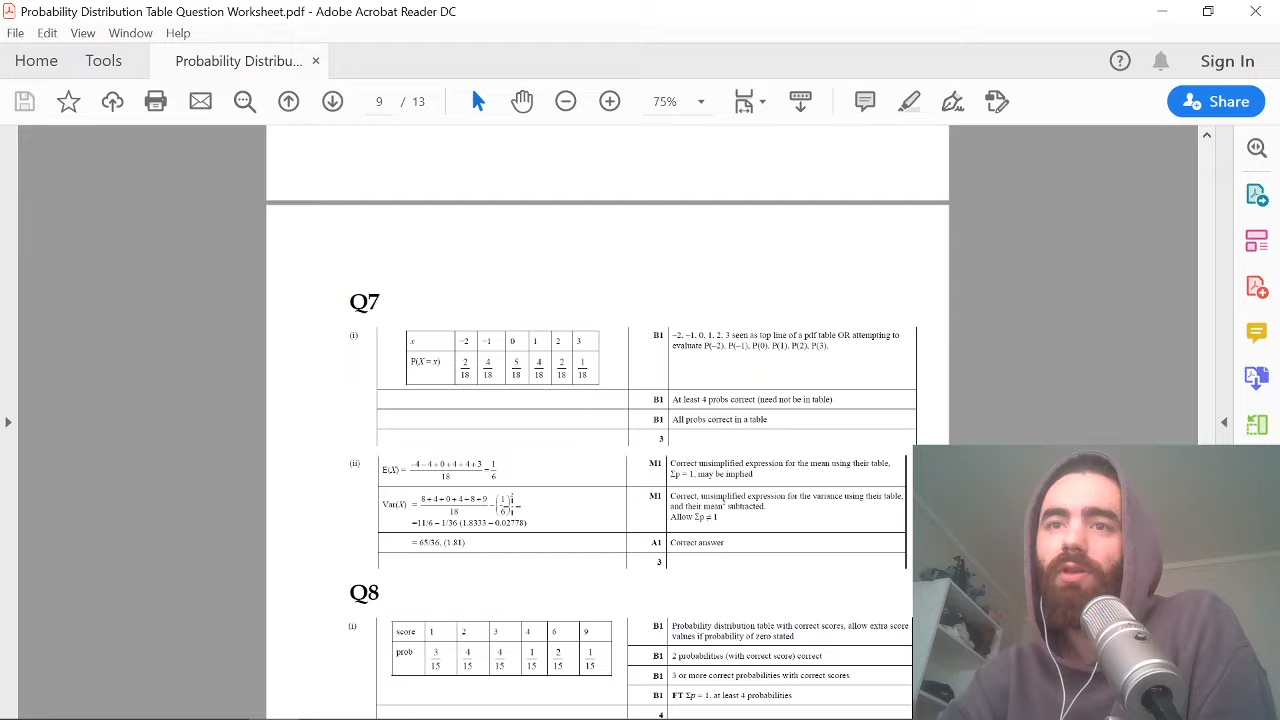 Probability Distribution Table Question Worksheet.pdf - Adobe Acrobat Reader DC
File Edit View Window Help
Home Tools Probability Distribu... × Sign In
9 / 13 75% Share
Q7
(i)
x −2 −1 0 1 2 3
P(X = x) 2/18 4/18 5/18 4/18 2/18 1/18
B1 −2, −1, 0, 1, 2, 3 seen as top line of a pdf table OR attempting to
evaluate P(−2), P(−1), P(0), P(1), P(2), P(3).
B1 At least 4 probs correct (need not be in table)
B1 All probs correct in a table
3
(ii)
E(X) = (−4 − 4 + 0 + 4 + 4 + 3)/18 = 1/6
M1 Correct unsimplified expression for the mean using their table,
Σp = 1, may be implied
Var(X) = (8 + 4 + 0 + 4 + 8 + 9)/18 − (1/6)² =
=11/6 − 1/36 (1.8333 − 0.02778)
M1 Correct, unsimplified expression for the variance using their table,
and their mean² subtracted.
Allow Σp ≠ 1
= 65/36, (1.81)
A1 Correct answer
3
Q8
(i)
score 1 2 3 4 6 9
prob 3/15 4/15 4/15 1/15 2/15 1/15
B1 Probability distribution table with correct scores, allow extra score
values if probability of zero stated
B1 2 probabilities (with correct score) correct
B1 3 or more correct probabilities with correct scores
B1 FT Σp = 1, at least 4 probabilities
4